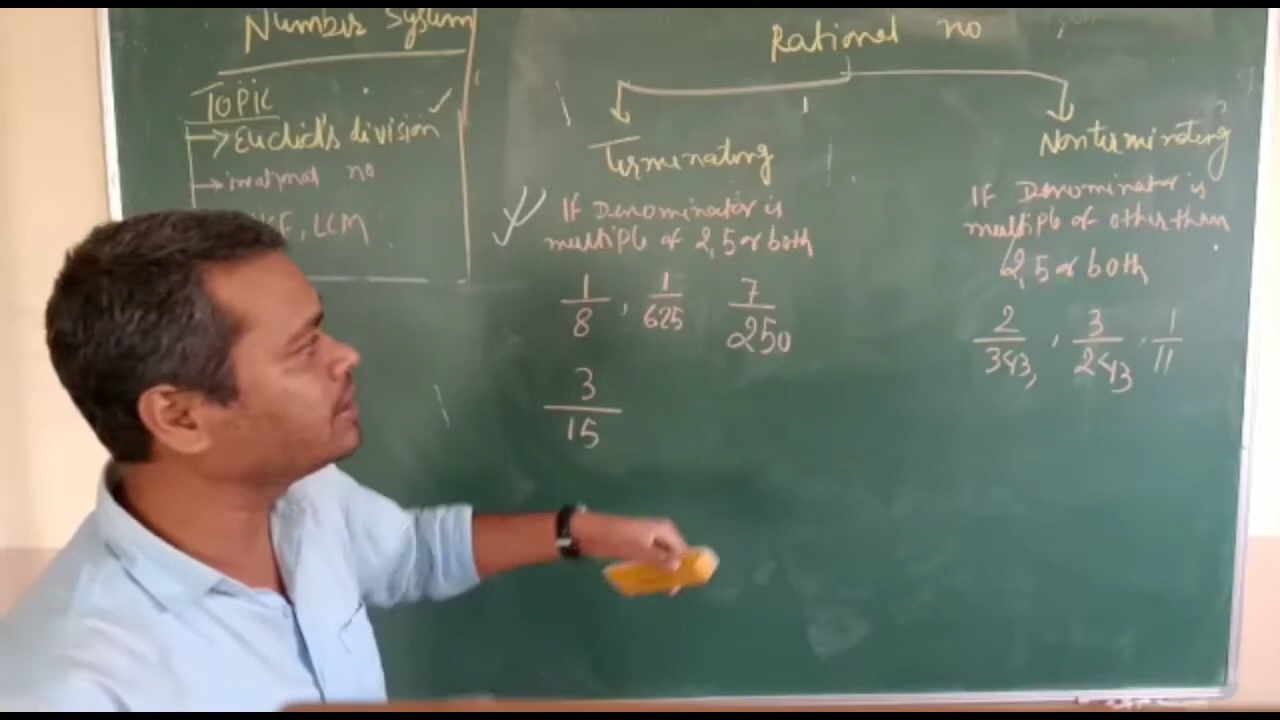 Number System
TOPIC
Euclid's division ✓
irrational no
HCF, LCM
Rational no
Terminating
If Denominator is
multiple of 2,5 or both
1/8 , 1/625 7/250
3/15
Nonterminating
If Denominator is
multiple of other than
2,5 or both
2/343, 3/243, 1/11